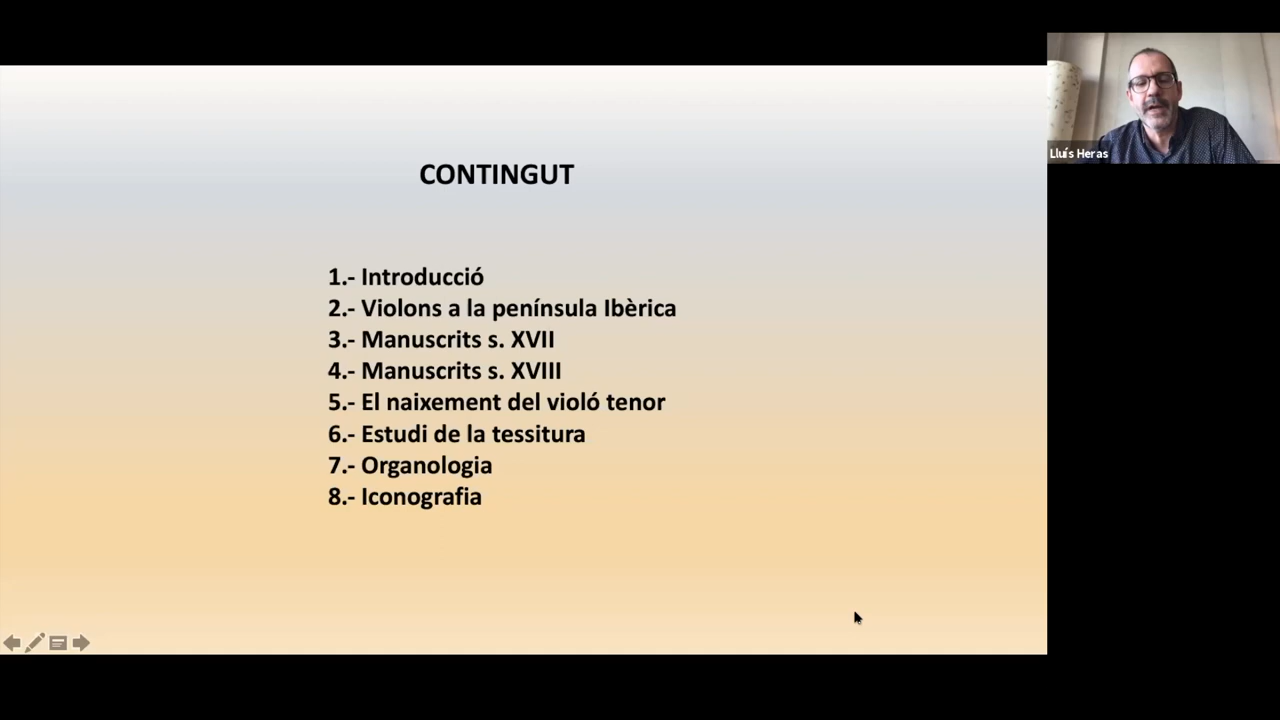 CONTINGUT
1.- Introducció
2.- Violons a la península Ibèrica
3.- Manuscrits s. XVII
4.- Manuscrits s. XVIII
5.- El naixement del violó tenor
6.- Estudi de la tessitura
7.- Organologia
8.- Iconografia
Lluís Heras